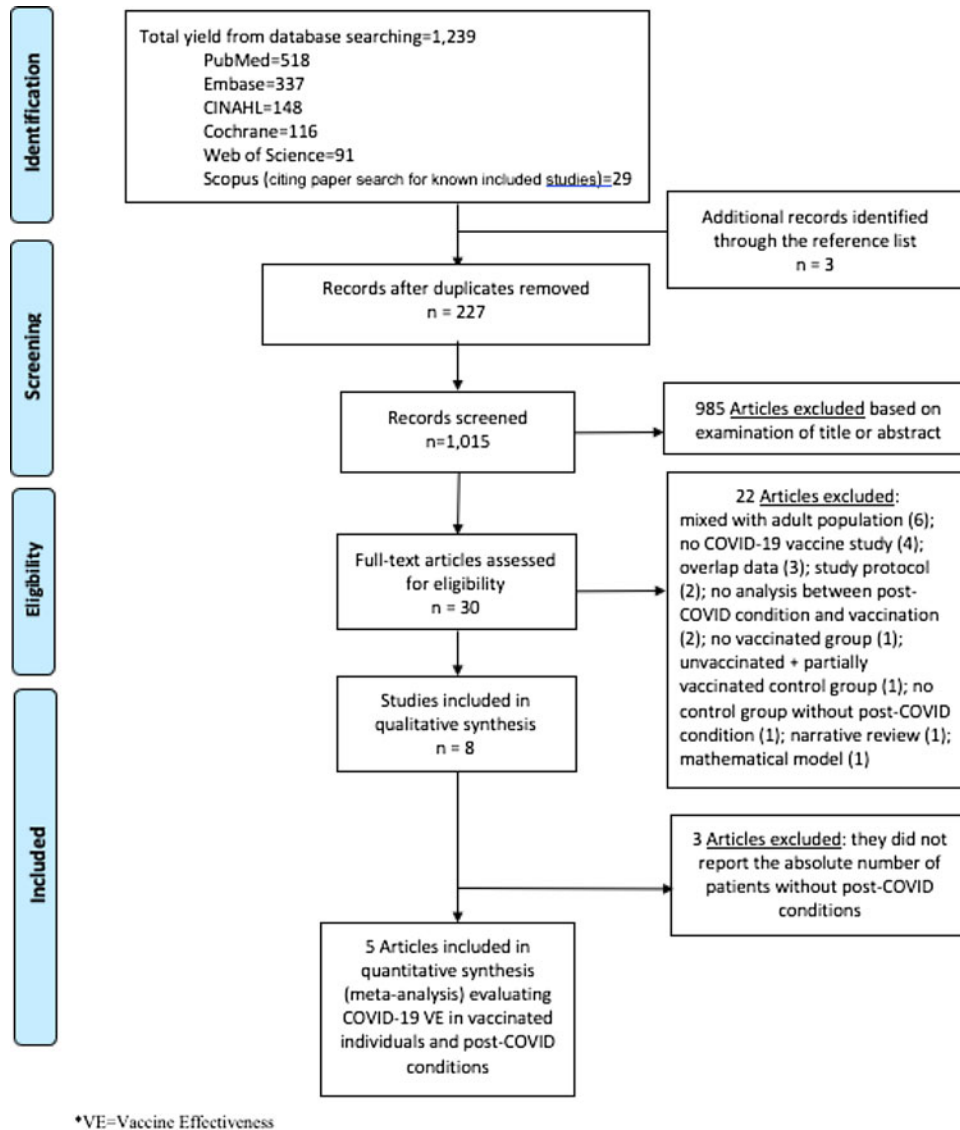 Identification
Total yield from database searching=1,239
PubMed=518
Embase=337
CINAHL=148
Cochrane=116
Web of Science=91
Scopus (citing paper search for known included studies)=29
Additional records identified
through the reference list
n = 3
Screening
Records after duplicates removed
n = 227
Records screened
n=1,015
985 Articles excluded based on
examination of title or abstract
Eligibility
Full-text articles assessed
for eligibility
n = 30
22 Articles excluded:
mixed with adult population (6);
no COVID-19 vaccine study (4);
overlap data (3); study protocol
(2); no analysis between post-
COVID condition and vaccination
(2); no vaccinated group (1);
unvaccinated + partially
vaccinated control group (1); no
control group without post-COVID
condition (1); narrative review (1);
mathematical model (1)
Included
Studies included in
qualitative synthesis
n = 8
3 Articles excluded: they did not
report the absolute number of
patients without post-COVID
conditions
5 Articles included in
quantitative synthesis
(meta-analysis) evaluating
COVID-19 VE in vaccinated
individuals and post-COVID
conditions
*VE=Vaccine Effectiveness